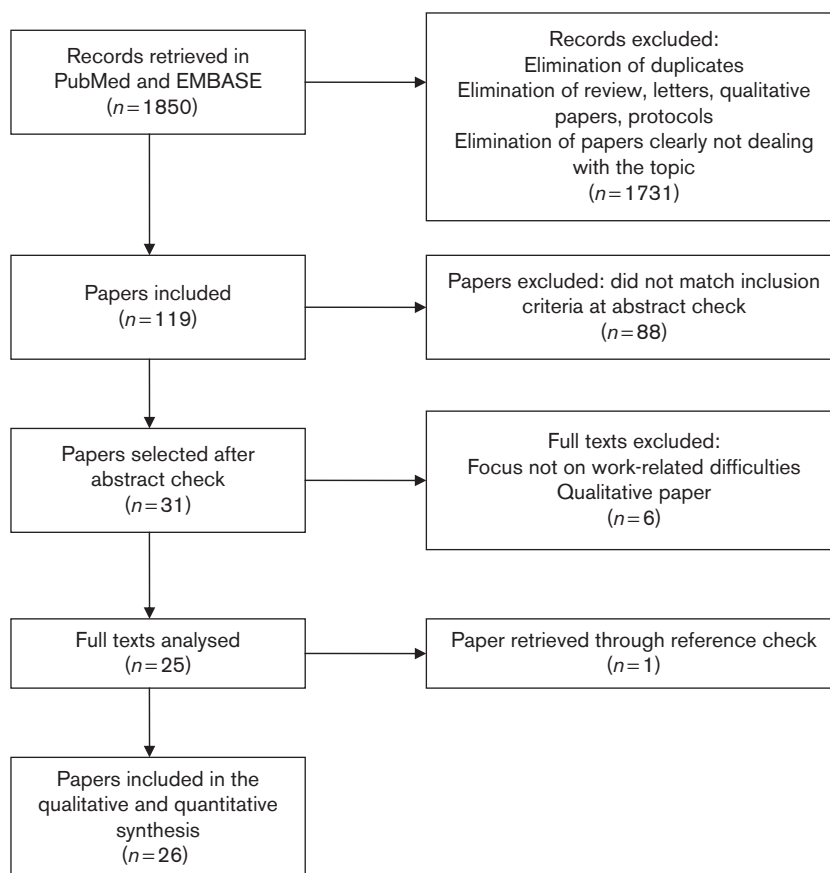 Records retrieved in
PubMed and EMBASE
(n=1850)
Records excluded:
Elimination of duplicates
Elimination of review, letters, qualitative
papers, protocols
Elimination of papers clearly not dealing
with the topic
(n=1731)
Papers included
(n=119)
Papers excluded: did not match inclusion
criteria at abstract check
(n=88)
Papers selected after
abstract check
(n=31)
Full texts excluded:
Focus not on work-related difficulties
Qualitative paper
(n=6)
Full texts analysed
(n=25)
Paper retrieved through reference check
(n=1)
Papers included in the
qualitative and quantitative
synthesis
(n=26)